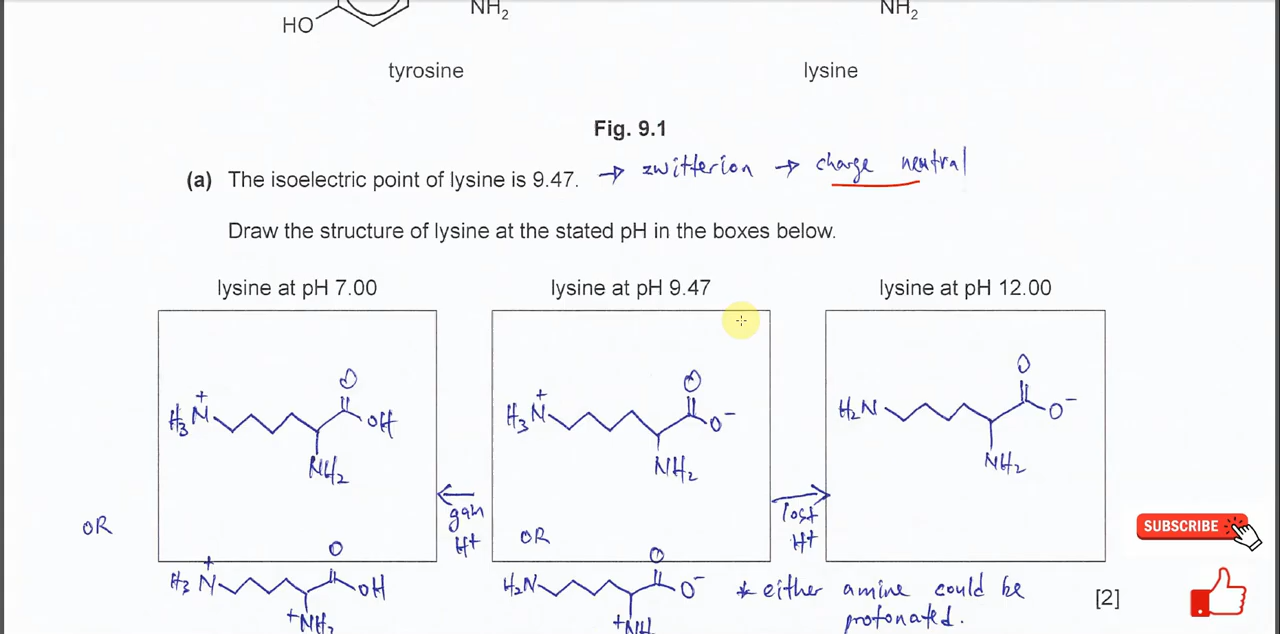 HO NH2 NH2
tyrosine lysine
Fig. 9.1
(a) The isoelectric point of lysine is 9.47. → zwitterion → charge neutral
Draw the structure of lysine at the stated pH in the boxes below.
lysine at pH 7.00 lysine at pH 9.47 lysine at pH 12.00
O O O
H3N+ OH H3N+ O- H2N O-
NH2 NH2 NH2
gain H+ lost H+
OR OR
SUBSCRIBE
O O
H3N+ OH H2N O- * either amine could be protonated. [2]